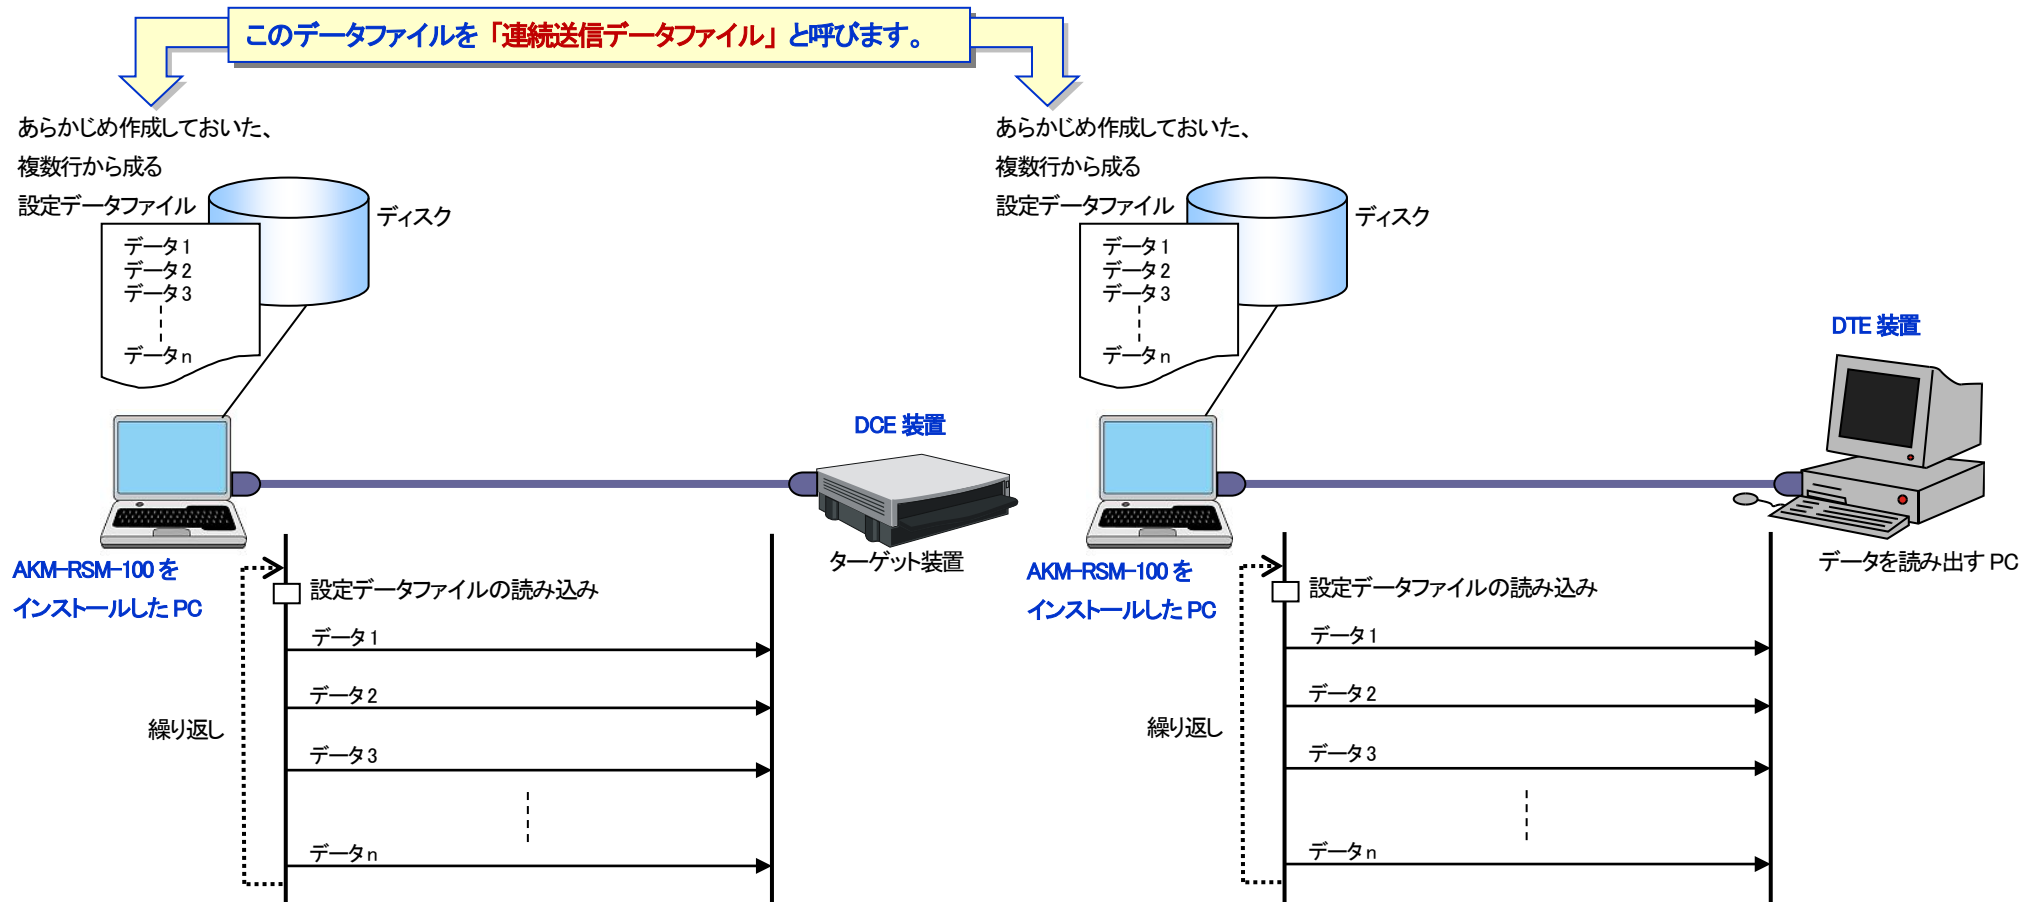 このデータファイルを「連続送信データファイル」と呼びます。
あらかじめ作成しておいた、
複数行から成る
設定データファイル
ディスク
データ1
データ2
データ3
データn
DCE 装置
ターゲット装置
AKM-RSM-100 を
インストールした PC
設定データファイルの読み込み
データ1
データ2
データ3
データn
繰り返し
あらかじめ作成しておいた、
複数行から成る
設定データファイル
ディスク
データ1
データ2
データ3
データn
DTE 装置
データを読み出す PC
AKM-RSM-100 を
インストールした PC
設定データファイルの読み込み
データ1
データ2
データ3
データn
繰り返し